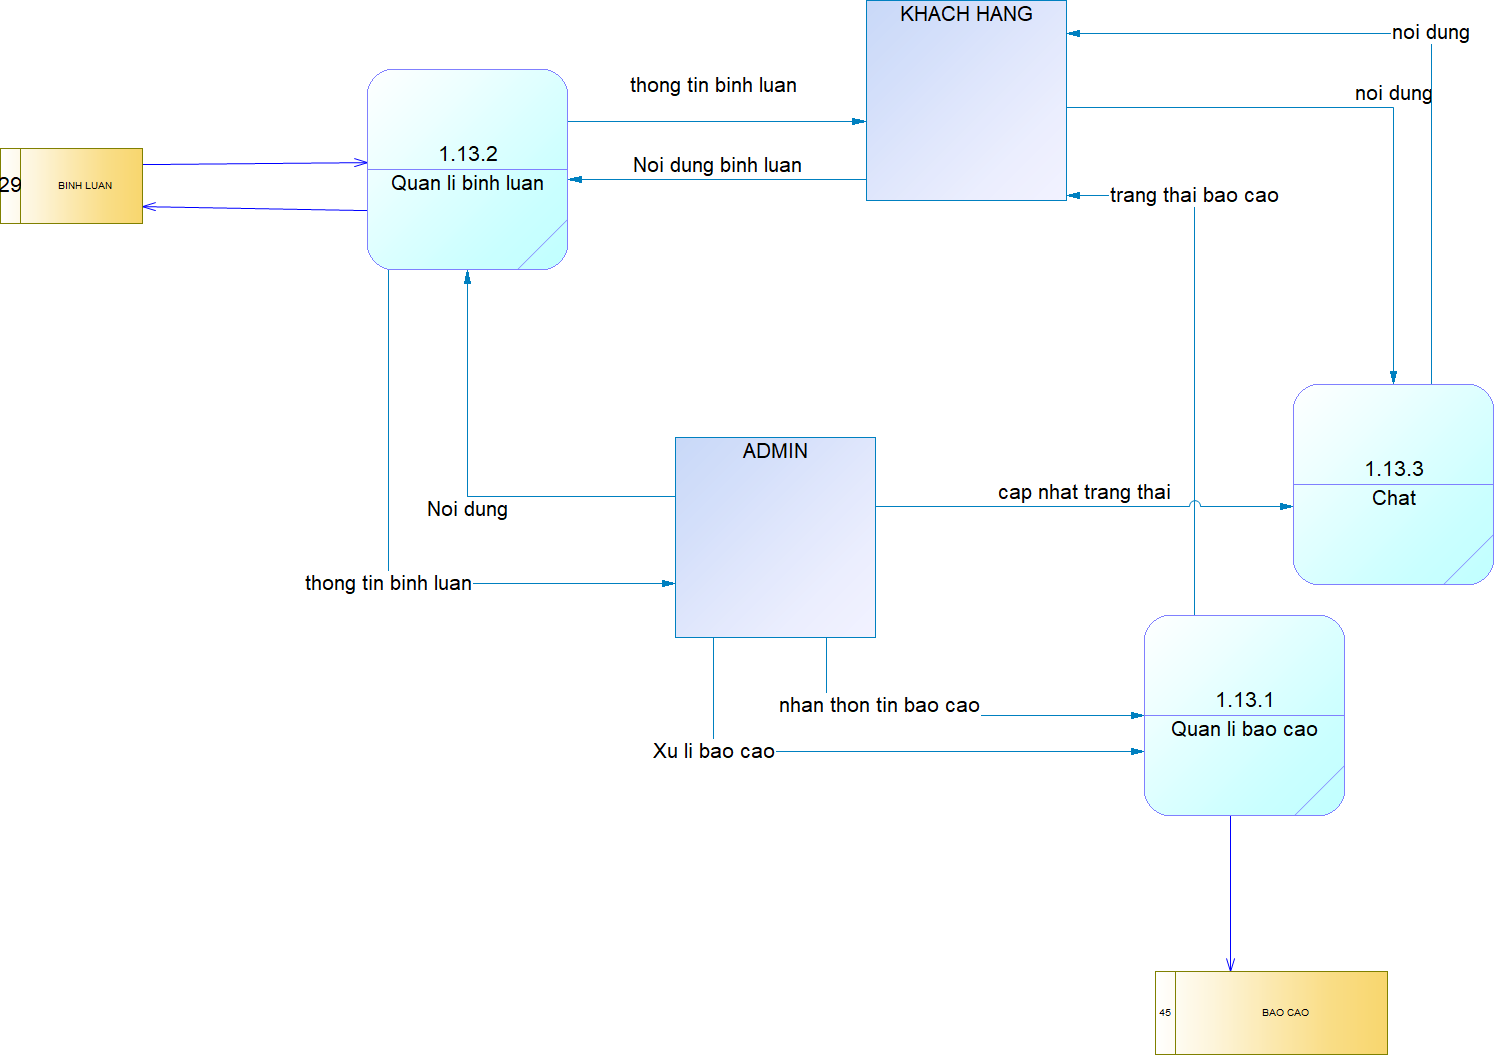 KHACH HANG
noi dung
thong tin binh luan
noi dung
1.13.2
Noi dung binh luan
Quan li binh luan
29
BINH LUAN
trang thai bao cao
ADMIN
1.13.3
cap nhat trang thai
Chat
Noi dung
thong tin binh luan
nhan thon tin bao cao
1.13.1
Quan li bao cao
Xu li bao cao
45
BAO CAO